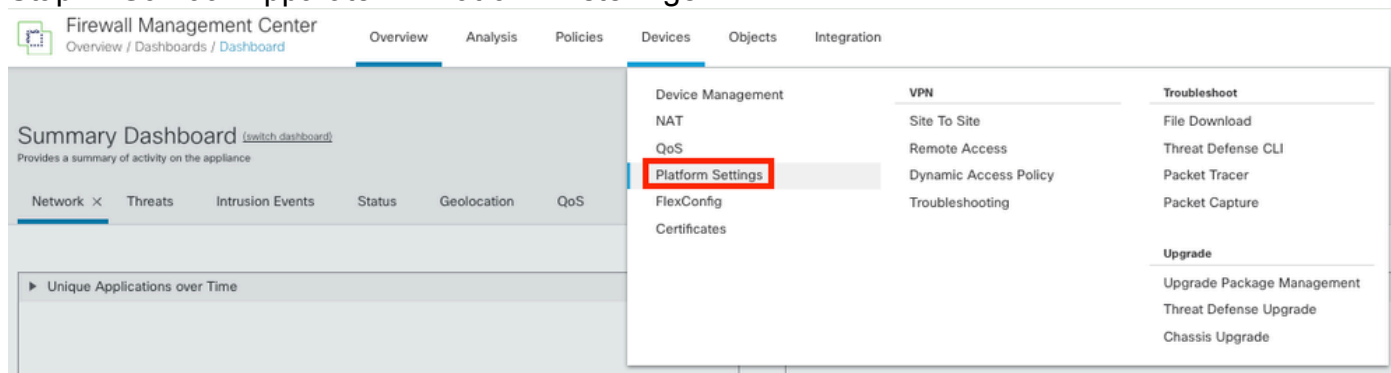 Firewall Management Center
Overview / Dashboards / Dashboard
Overview
Analysis
Policies
Devices
Objects
Integration
Summary Dashboard (switch dashboard)
Provides a summary of activity on the appliance
Network ×
Threats
Intrusion Events
Status
Geolocation
QoS
Unique Applications over Time
Device Management
NAT
QoS
Platform Settings
FlexConfig
Certificates
VPN
Site To Site
Remote Access
Dynamic Access Policy
Troubleshooting
Troubleshoot
File Download
Threat Defense CLI
Packet Tracer
Packet Capture
Upgrade
Upgrade Package Management
Threat Defense Upgrade
Chassis Upgrade